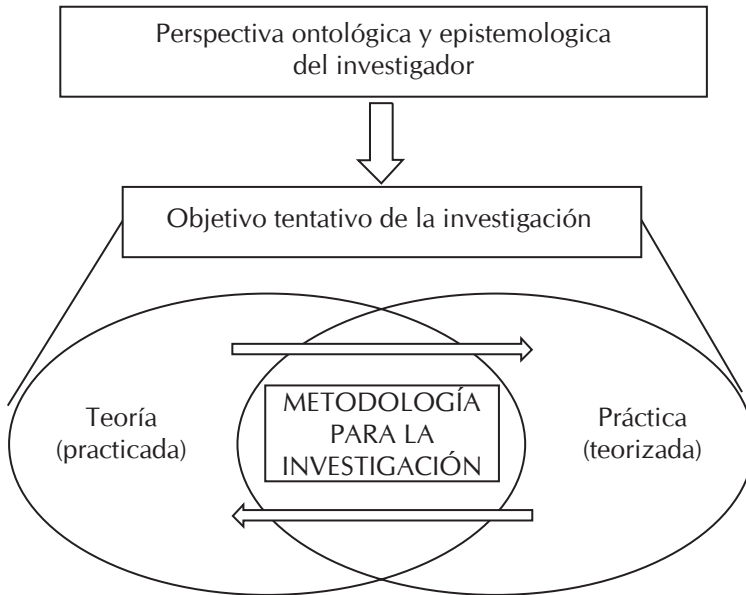 Perspectiva ontológica y epistemologica
del investigador
Objetivo tentativo de la investigación
Teoría
(practicada)
METODOLOGÍA
PARA LA
INVESTIGACIÓN
Práctica
(teorizada)